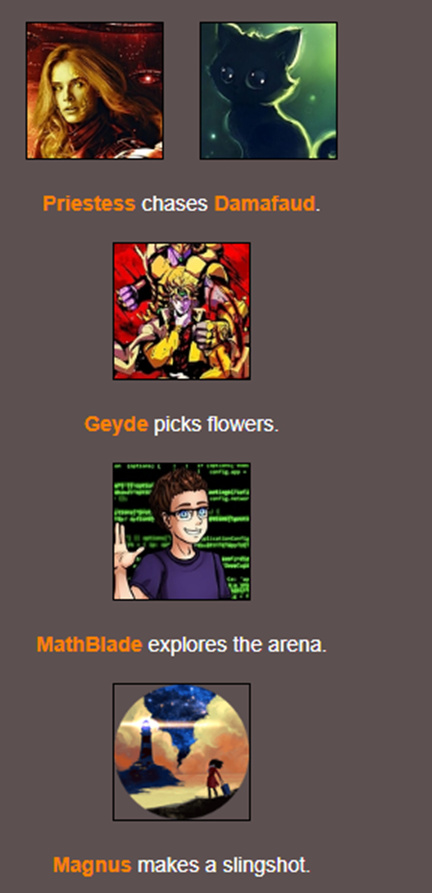 Priestess chases Damafaud.
Geyde picks flowers.
MathBlade explores the arena.
Magnus makes a slingshot.